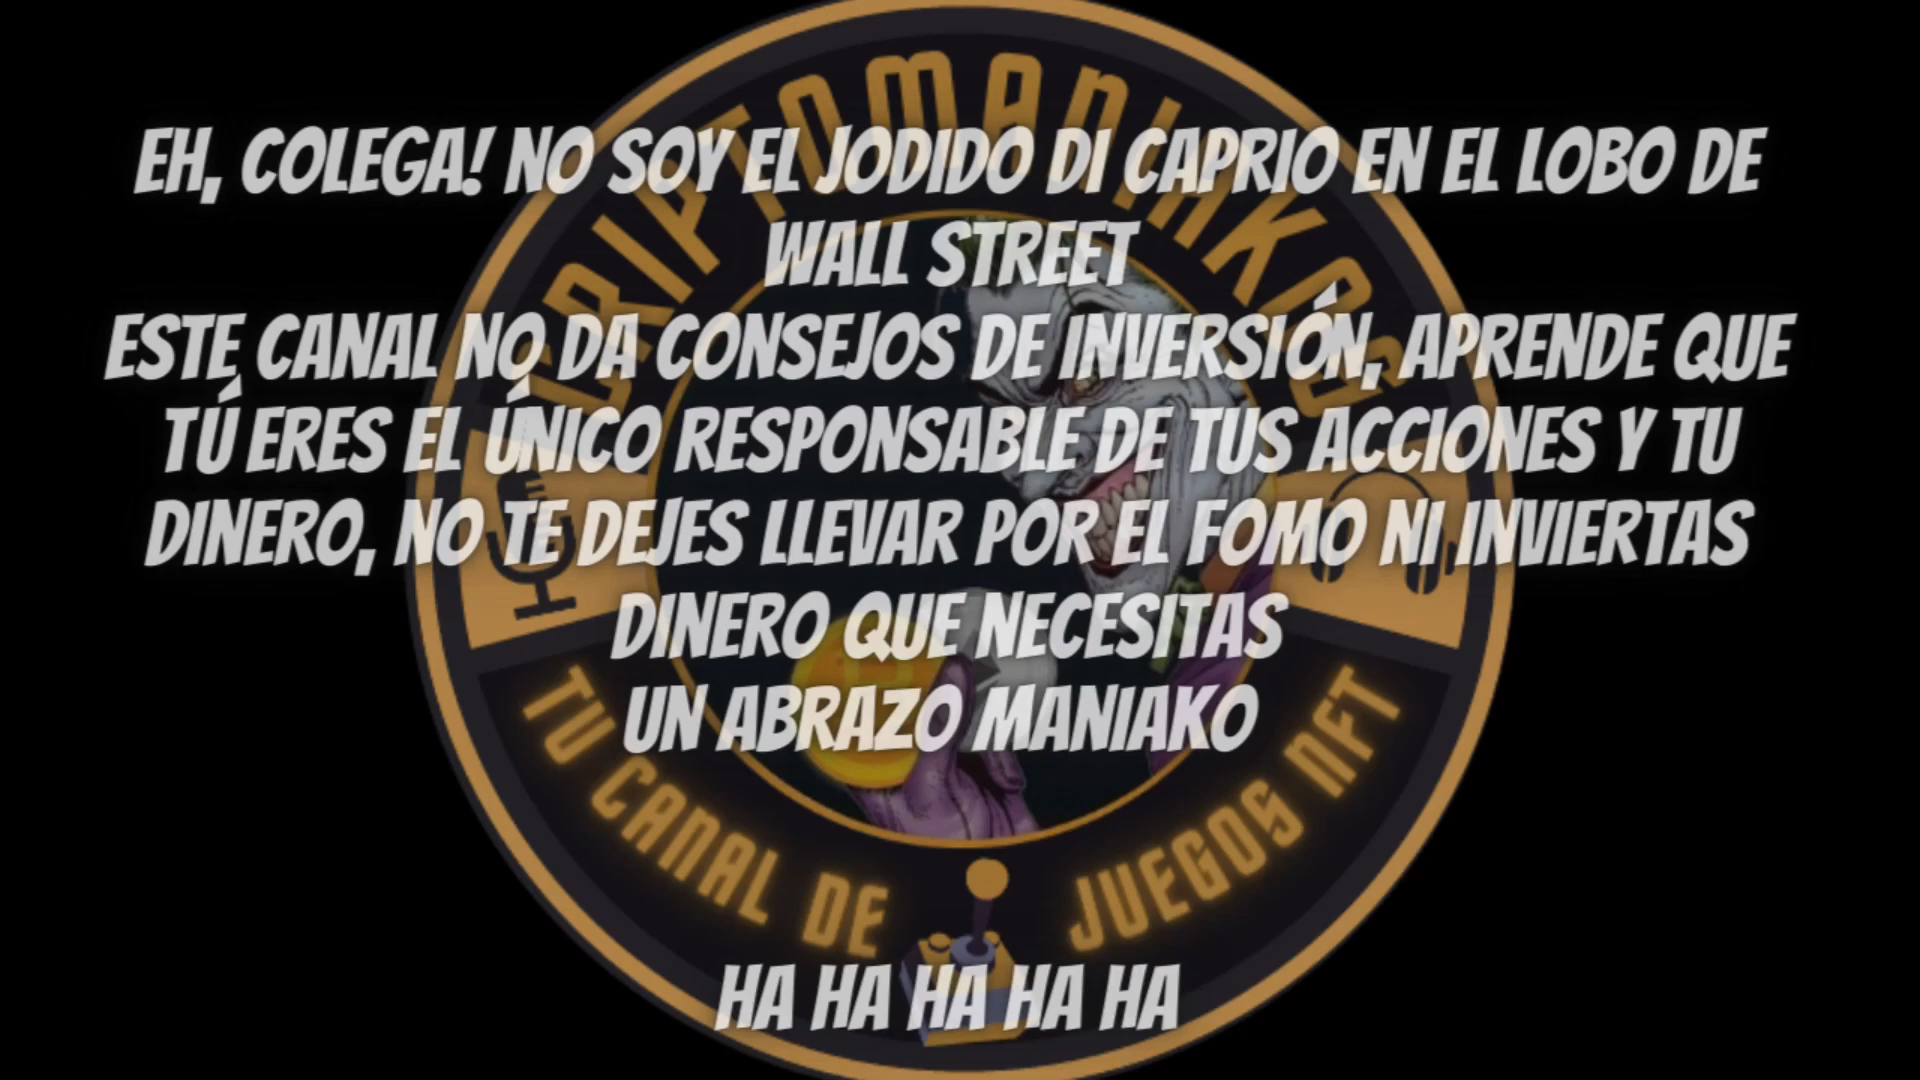 EH, COLEGA! NO SOY EL JODIDO DI CAPRIO EN EL LOBO DE
WALL STREET
ESTE CANAL NO DA CONSEJOS DE INVERSIÓN, APRENDE QUE
TÚ ERES EL ÚNICO RESPONSABLE DE TUS ACCIONES Y TU
DINERO, NO TE DEJES LLEVAR POR EL FOMO NI INVIERTAS
DINERO QUE NECESITAS
UN ABRAZO MANIAKO
HA HA HA HA HA
CRIPTOMANIAKOS
TU CANAL DE JUEGOS NFT